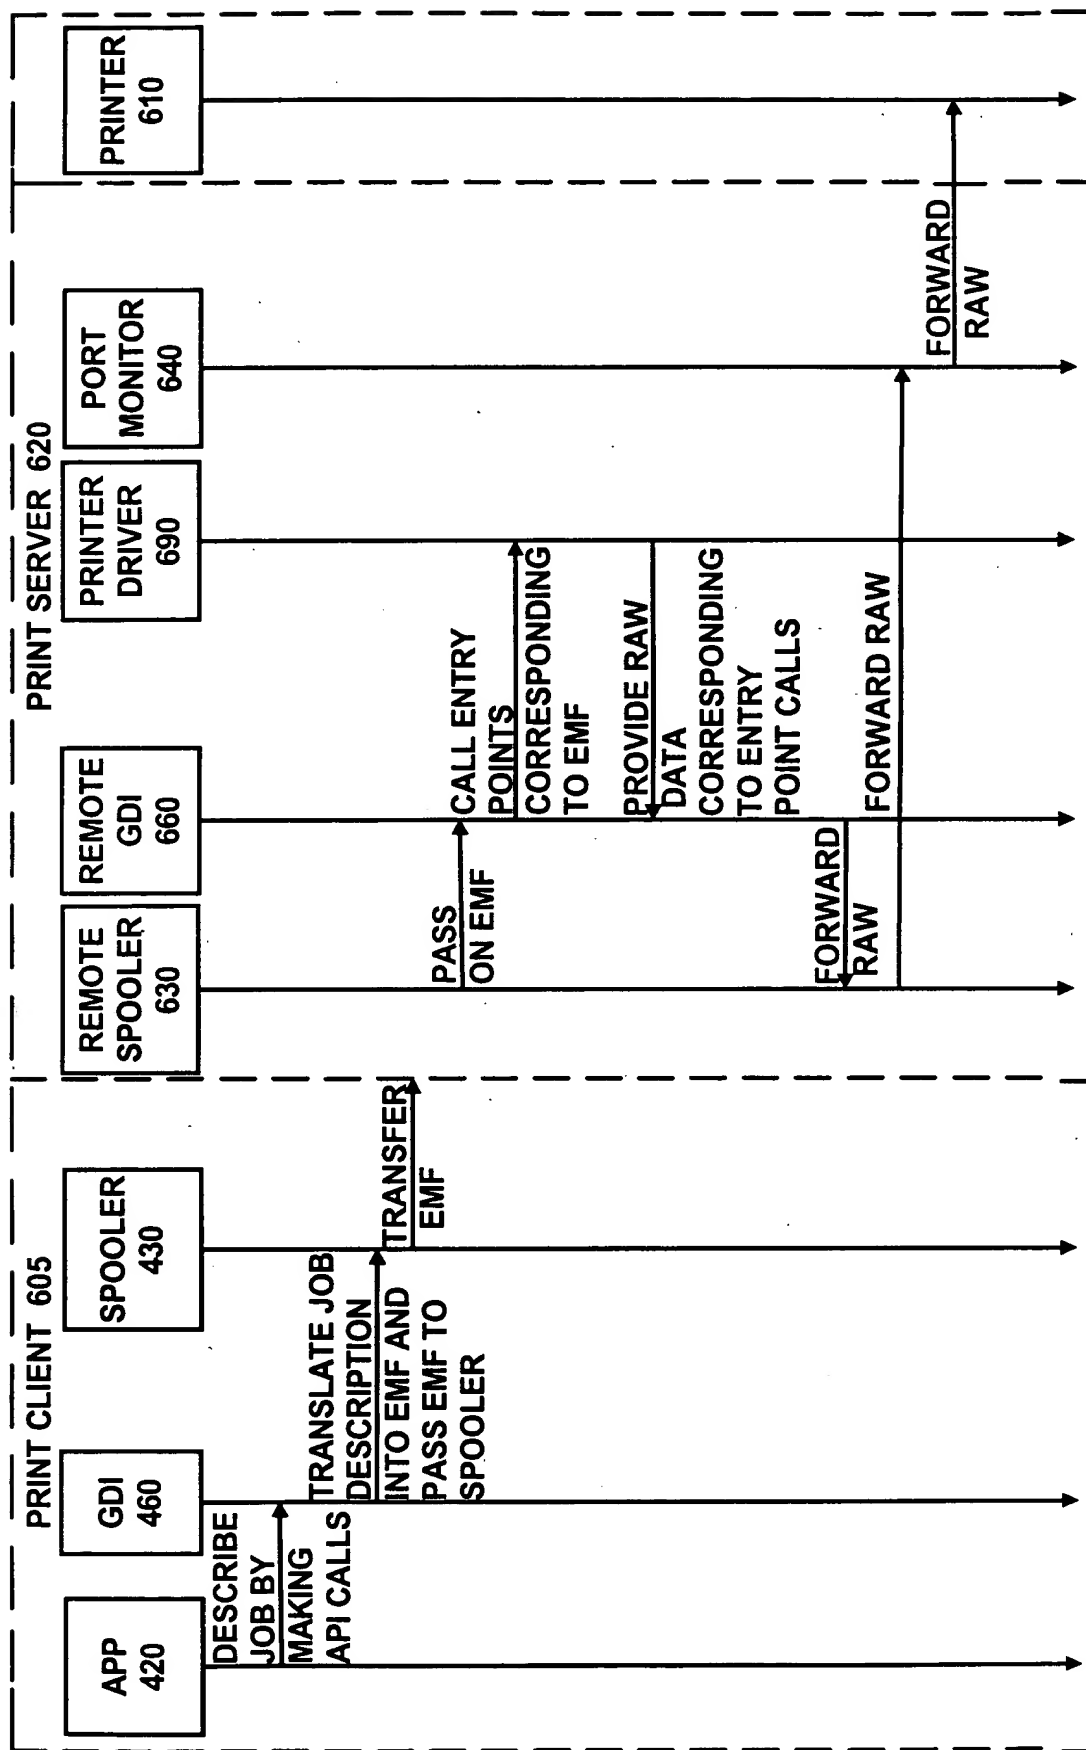 PRINT CLIENT 605
PRINT SERVER 620
APP
420
GDI
460
SPOOLER
430
REMOTE
SPOOLER
630
REMOTE
GDI
660
PRINTER
DRIVER
690
PORT
MONITOR
640
PRINTER
610
DESCRIBE
JOB BY
MAKING
API CALLS
TRANSLATE JOB
DESCRIPTION
INTO EMF AND
PASS EMF TO
SPOOLER
TRANSFER
EMF
PASS
ON EMF
CALL ENTRY
POINTS
CORRESPONDING
TO EMF
PROVIDE RAW
DATA
CORRESPONDING
TO ENTRY
POINT CALLS
FORWARD
RAW
FORWARD RAW
FORWARD
RAW